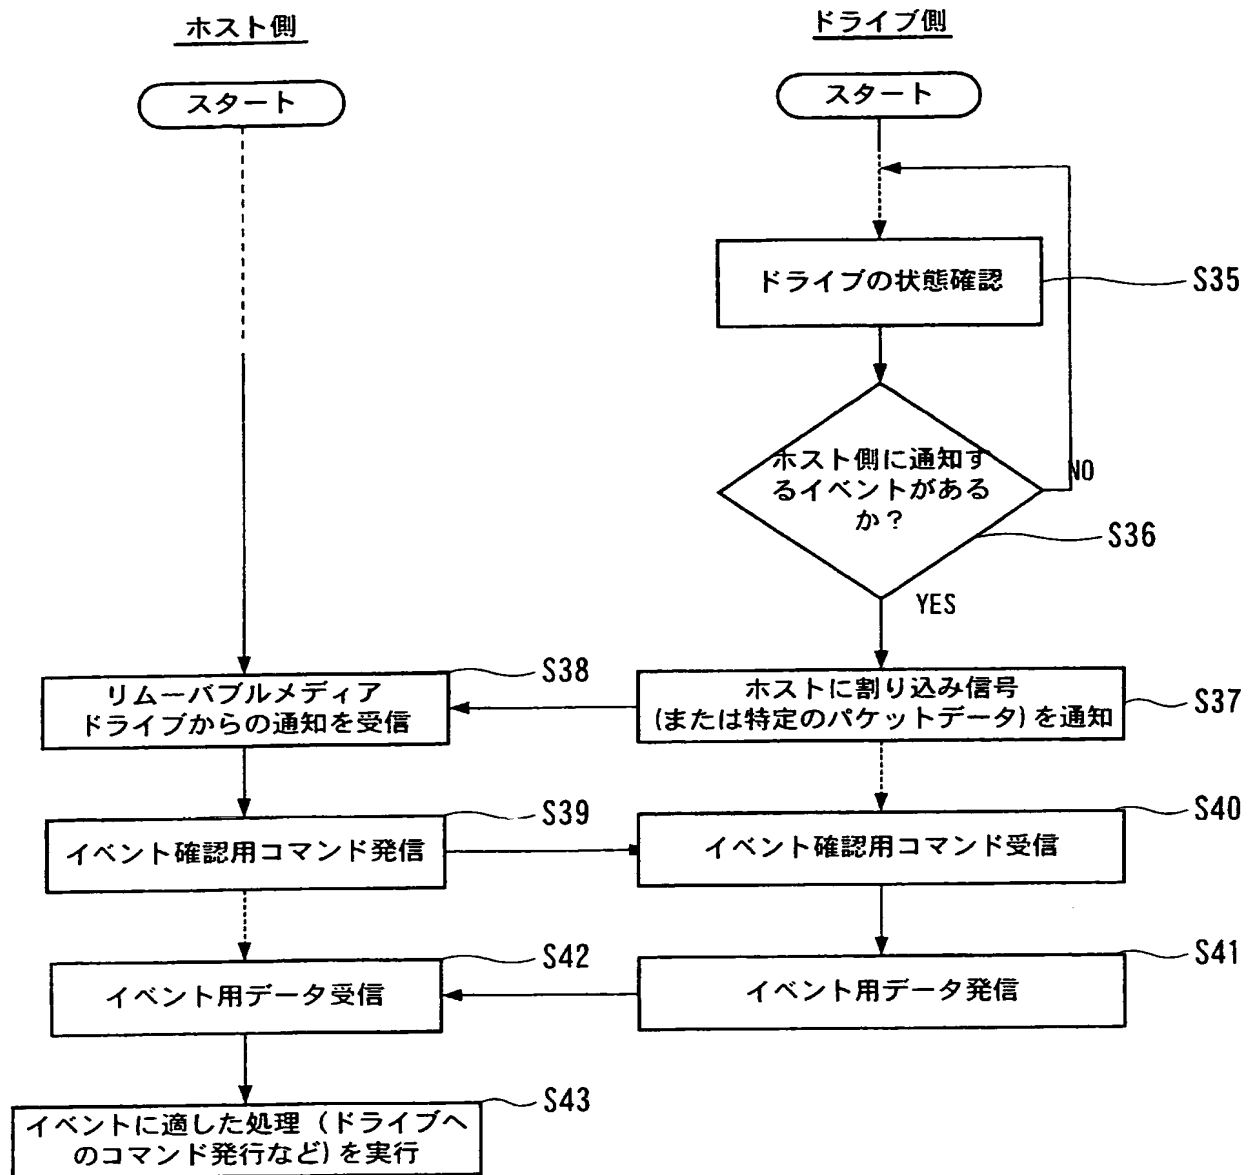 ホスト側
ドライブ側
スタート
スタート
ドライブの状態確認
S35
ホスト側に通知す
るイベントがある
か？
NO
S36
YES
リムーバブルメディア
ドライブからの通知を受信
S38
ホストに割り込み信号
(または特定のパケットデータ)を通知
S37
イベント確認用コマンド発信
S39
イベント確認用コマンド受信
S40
イベント用データ受信
S42
イベント用データ発信
S41
イベントに適した処理（ドライブへ
のコマンド発行など)を実行
S43